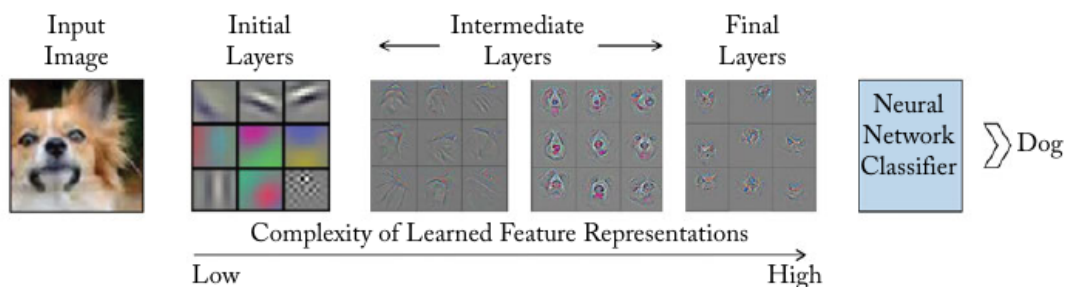 Input
Image
Initial
Layers
Intermediate
Layers
Final
Layers
Neural
Network
Classifier
Dog
Complexity of Learned Feature Representations
Low
High